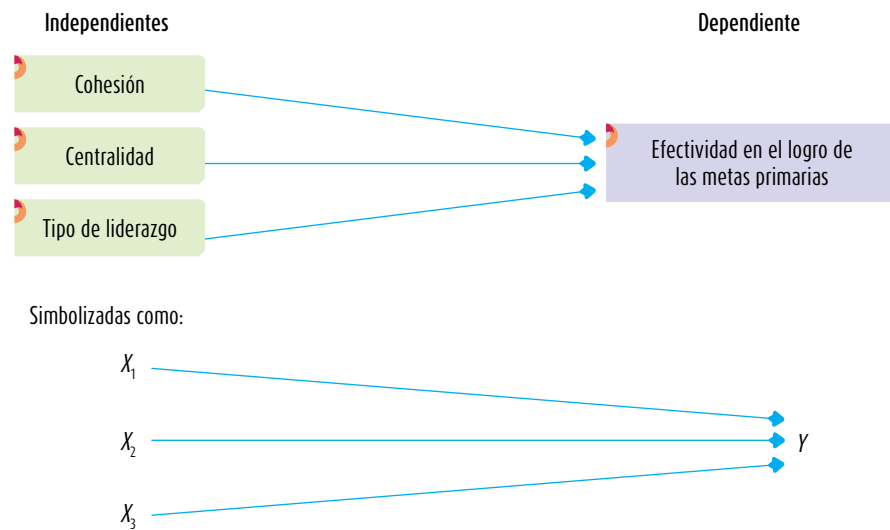 Independientes
Dependiente
Cohesión
Centralidad
Tipo de liderazgo
Efectividad en el logro de
las metas primarias
Simbolizadas como:
X₁
X₂
X₃
Y